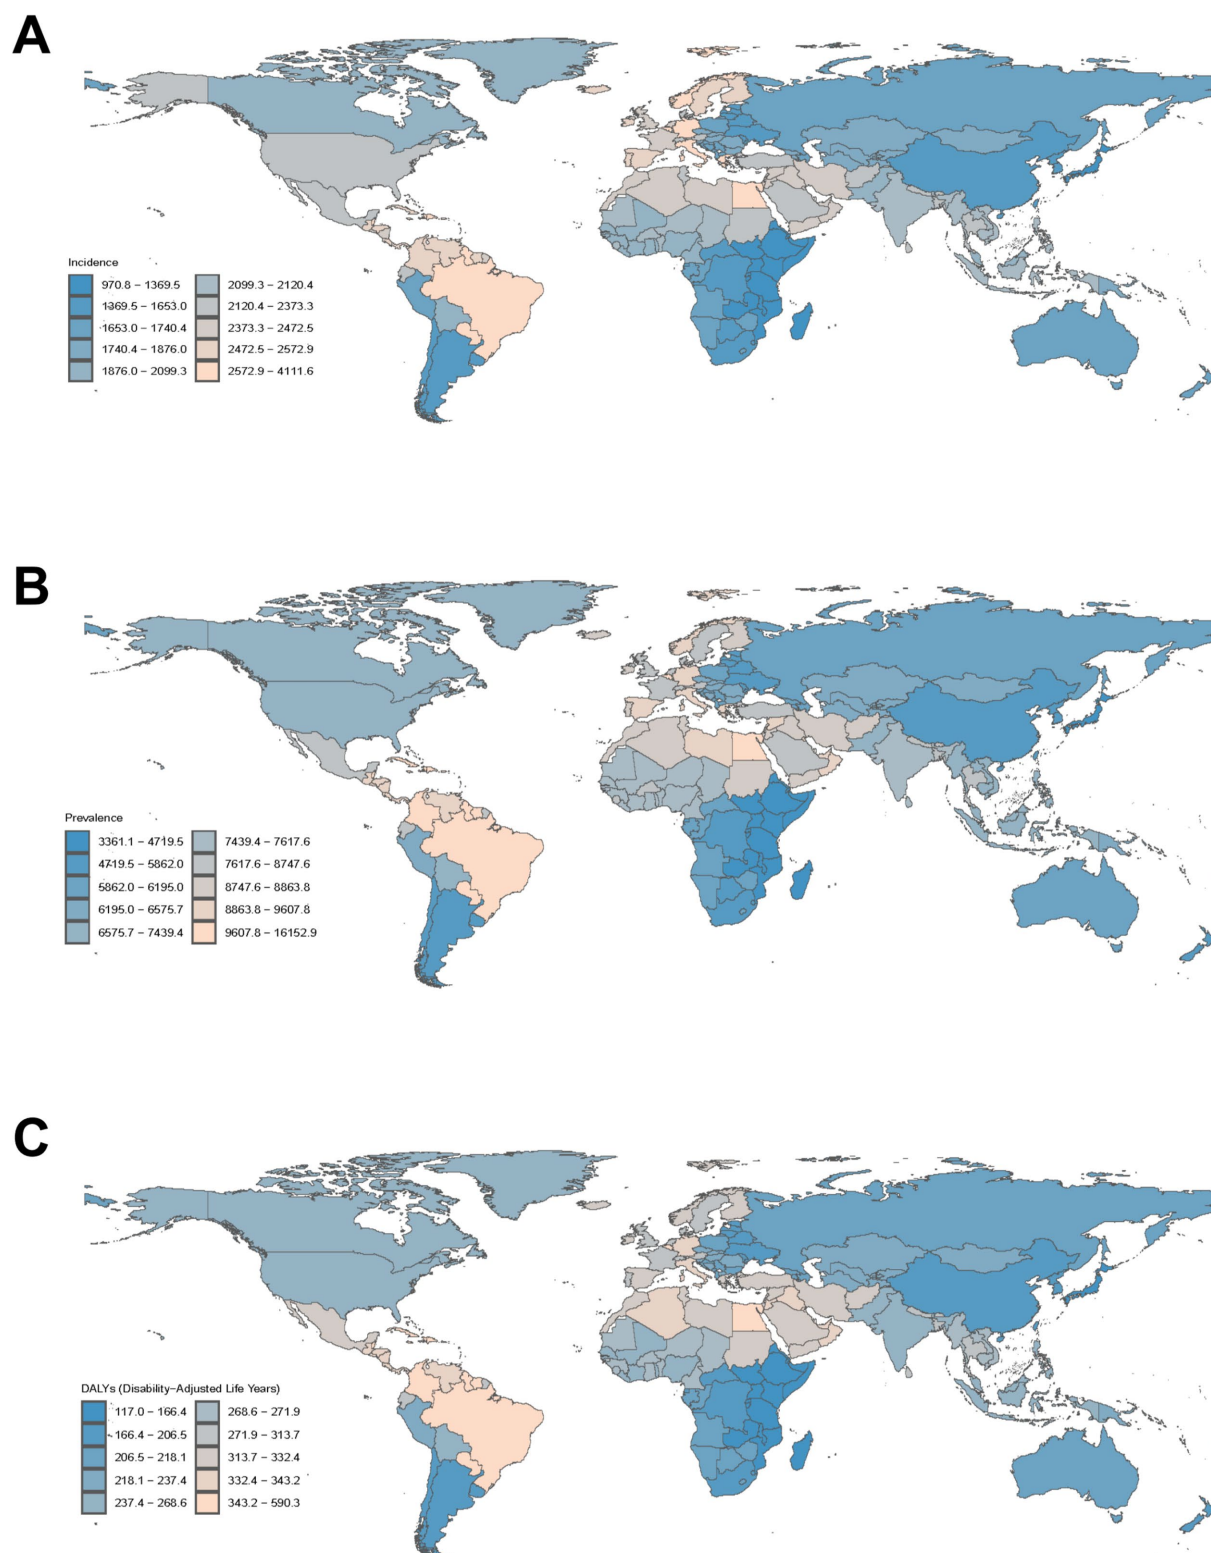 A
Incidence
970.8 – 1369.5 2099.3 – 2120.4
1369.5 – 1653.0 2120.4 – 2373.3
1653.0 – 1740.4 2373.3 – 2472.5
1740.4 – 1876.0 2472.5 – 2572.9
1876.0 – 2099.3 2572.9 – 4111.6
B
Prevalence
3361.1 – 4719.5 7439.4 – 7617.6
4719.5 – 5862.0 7617.6 – 8747.6
5862.0 – 6195.0 8747.6 – 8863.8
6195.0 – 6575.7 8863.8 – 9607.8
6575.7 – 7439.4 9607.8 – 16152.9
C
DALYs (Disability–Adjusted Life Years)
117.0 – 166.4 268.6 – 271.9
166.4 – 206.5 271.9 – 313.7
206.5 – 218.1 313.7 – 332.4
218.1 – 237.4 332.4 – 343.2
237.4 – 268.6 343.2 – 590.3